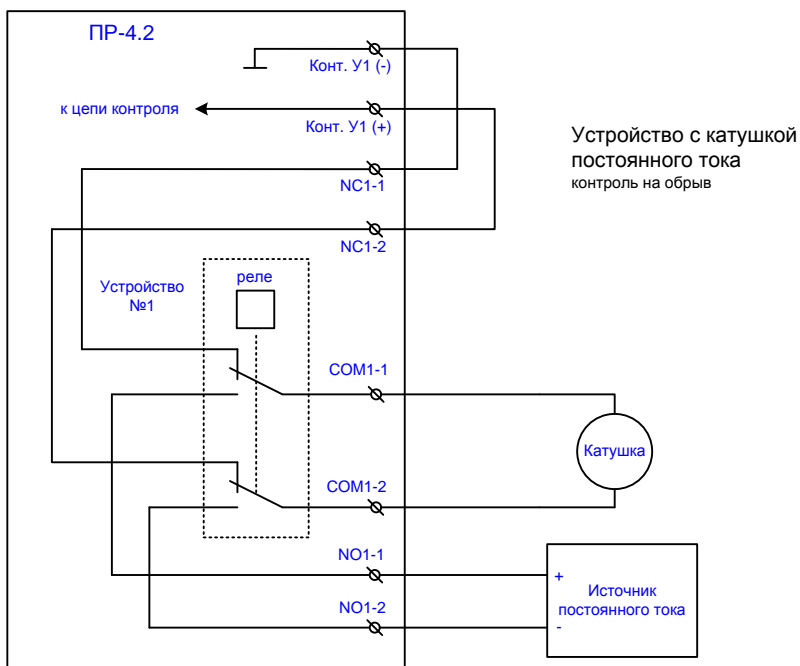 ПР-4.2
Конт. У1 (-)
к цепи контроля
Конт. У1 (+)
Устройство с катушкой
постоянного тока
контроль на обрыв
NC1-1
NC1-2
Устройство
№1
реле
COM1-1
Катушка
COM1-2
NO1-1
+
Источник
постоянного тока
NO1-2
-